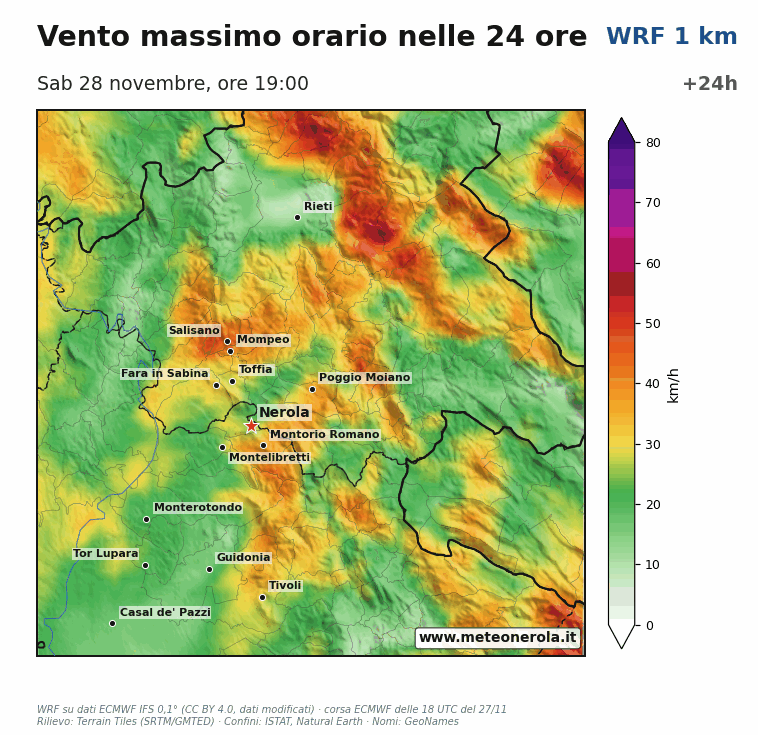 Vento massimo orario nelle 24 ore WRF 1 km
Sab 28 novembre, ore 19:00 +24h
80
70
60
50
40
30
20
10
0
km/h
Rieti
Salisano
Mompeo
Fara in Sabina
Toffia
Poggio Moiano
Nerola
Montorio Romano
Montelibretti
Monterotondo
Tor Lupara
Guidonia
Tivoli
Casal de' Pazzi
www.meteonerola.it
WRF su dati ECMWF IFS 0,1° (CC BY 4.0, dati modificati) · corsa ECMWF delle 18 UTC del 27/11
Rilievo: Terrain Tiles (SRTM/GMTED) · Confini: ISTAT, Natural Earth · Nomi: GeoNames